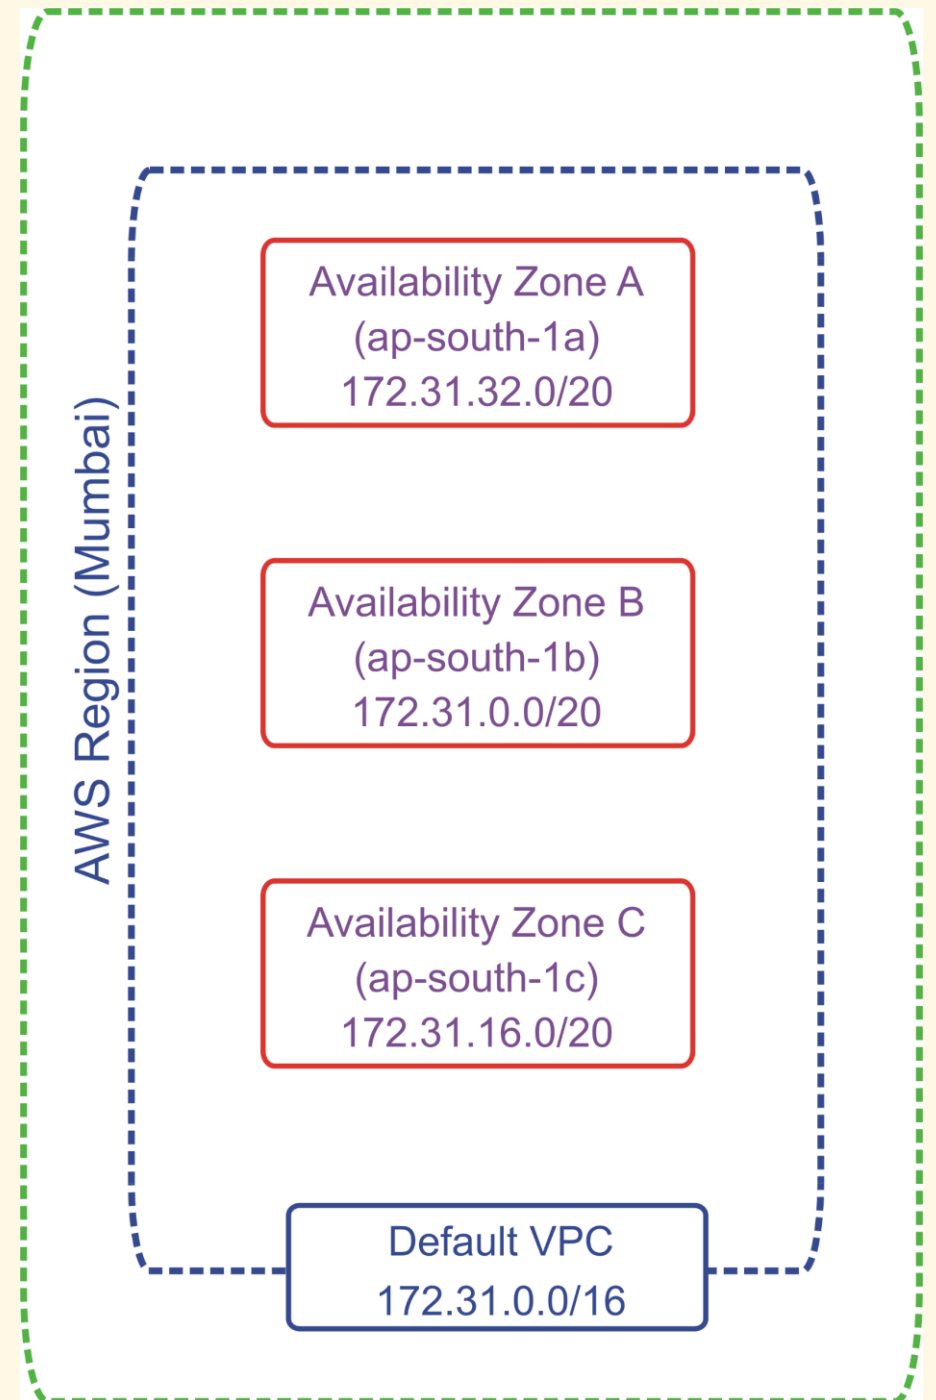 AWS Region (Mumbai)
Availability Zone A
(ap-south-1a)
172.31.32.0/20
Availability Zone B
(ap-south-1b)
172.31.0.0/20
Availability Zone C
(ap-south-1c)
172.31.16.0/20
Default VPC
172.31.0.0/16